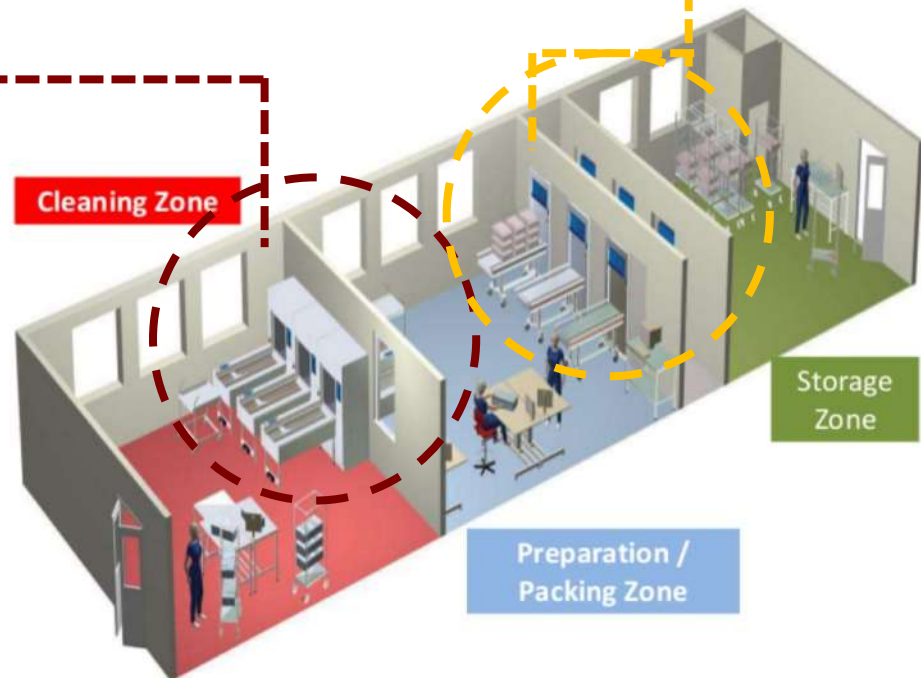 Cleaning Zone
Storage
Zone
Preparation /
Packing Zone